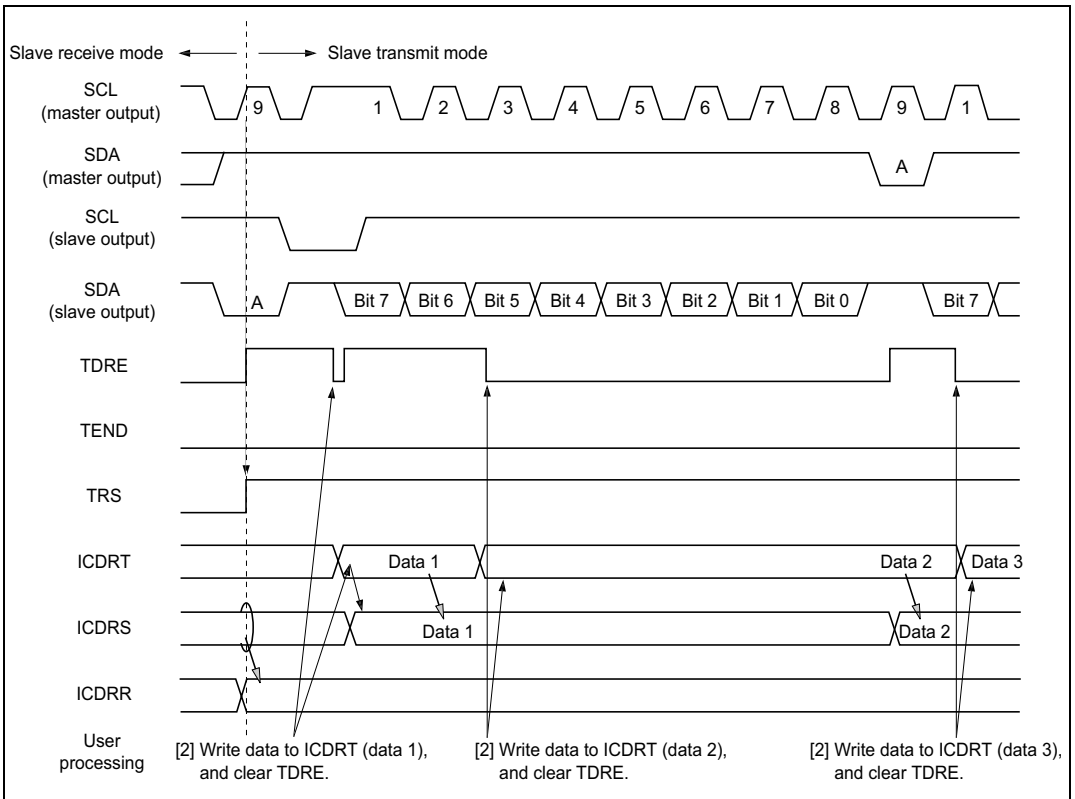 Slave receive mode
Slave transmit mode
SCL
(master output)
9
1
2
3
4
5
6
7
8
9
1
SDA
(master output)
A
SCL
(slave output)
SDA
(slave output)
A
Bit 7
Bit 6
Bit 5
Bit 4
Bit 3
Bit 2
Bit 1
Bit 0
Bit 7
TDRE
TEND
TRS
ICDRT
Data 1
Data 2
Data 3
ICDRS
Data 1
Data 2
ICDRR
User
processing
[2] Write data to ICDRT (data 1),
and clear TDRE.
[2] Write data to ICDRT (data 2),
and clear TDRE.
[2] Write data to ICDRT (data 3),
and clear TDRE.